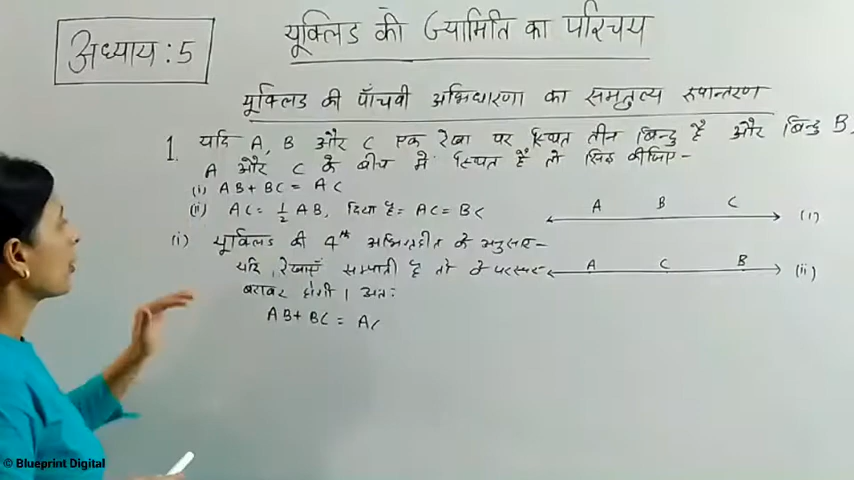 अध्याय : 5
यूक्लिड की ज्यामिति का परिचय
यूक्लिड की पाँचवी अभिधारणा का समतुल्य रूपान्तरण
1. यदि A, B और C एक रेखा पर स्थित तीन बिन्दु है और बिन्दु B,
A और C के बीच में स्थित हैं तो सिद्ध कीजिए-
(i) AB + BC = AC
(ii) AC = 1/2 AB, दिया है = AC = BC
A B C (i)
(i) यूक्लिड की 4th के अनुसार-
यदि रेखाएँ सम्पाती है तो वे परस्पर
A C B (ii)
बराबर होगी । अतः
AB + BC = AC
© Blueprint Digital